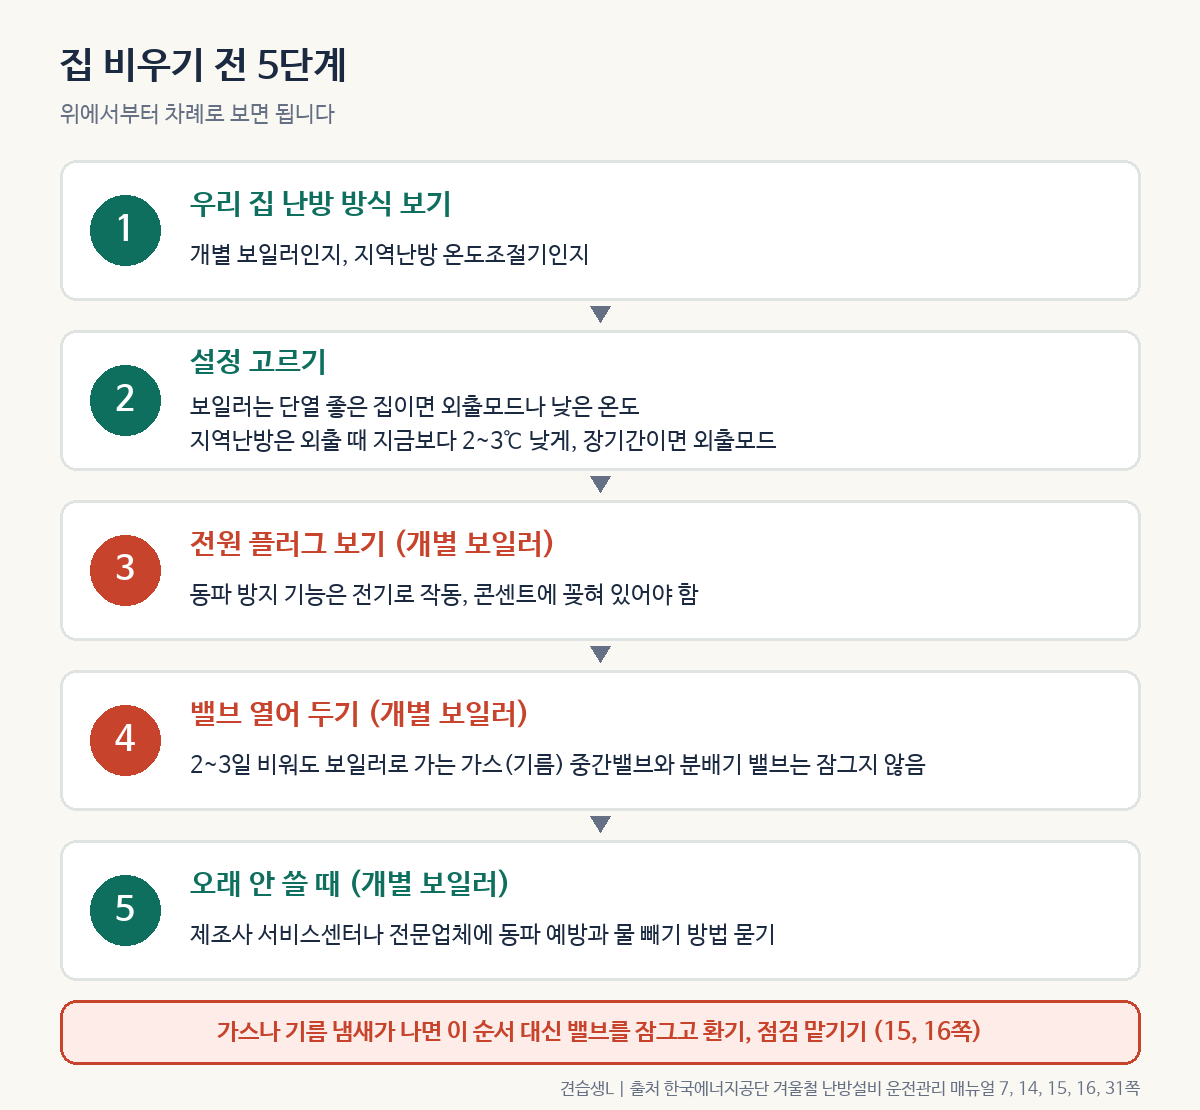 집 비우기 전 5단계
위에서부터 차례로 보면 됩니다
1
우리 집 난방 방식 보기
개별 보일러인지, 지역난방 온도조절기인지
2
설정 고르기
보일러는 단열 좋은 집이면 외출모드나 낮은 온도
지역난방은 외출 때 지금보다 2~3℃ 낮게, 장기간이면 외출모드
3
전원 플러그 보기 (개별 보일러)
동파 방지 기능은 전기로 작동, 콘센트에 꽂혀 있어야 함
4
밸브 열어 두기 (개별 보일러)
2~3일 비워도 보일러로 가는 가스(기름) 중간밸브와 분배기 밸브는 잠그지 않음
5
오래 안 쓸 때 (개별 보일러)
제조사 서비스센터나 전문업체에 동파 예방과 물 빼기 방법 묻기
가스나 기름 냄새가 나면 이 순서 대신 밸브를 잠그고 환기, 점검 맡기기 (15, 16쪽)
견습생L | 출처 한국에너지공단 겨울철 난방설비 운전관리 매뉴얼 7, 14, 15, 16, 31쪽